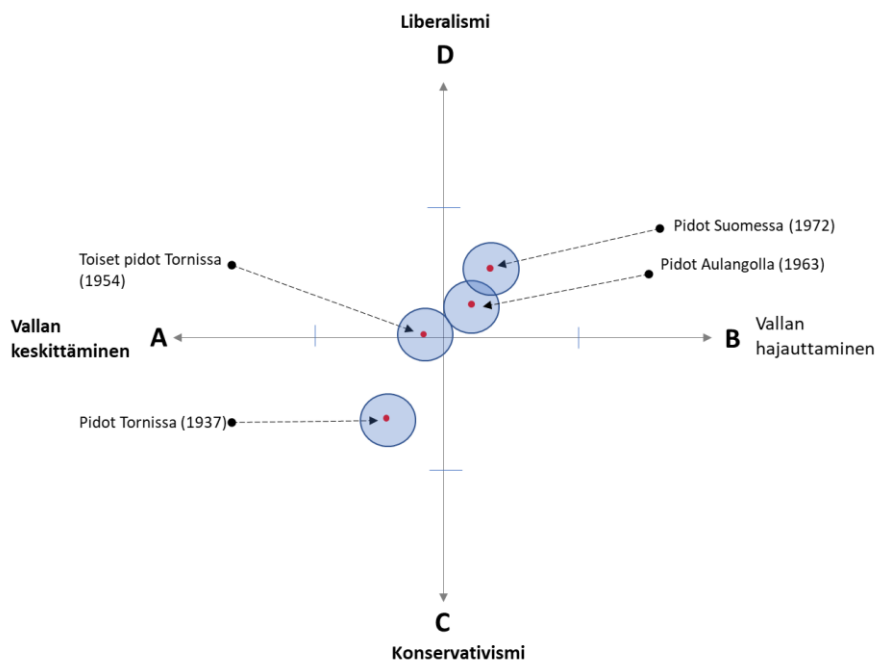 Liberalismi
D
Pidot Suomessa (1972)
Toiset pidot Tornissa
(1954)
Pidot Aulangolla (1963)
Vallan
keskittäminen
A
B
Vallan
hajauttaminen
Pidot Tornissa (1937)
C
Konservativismi